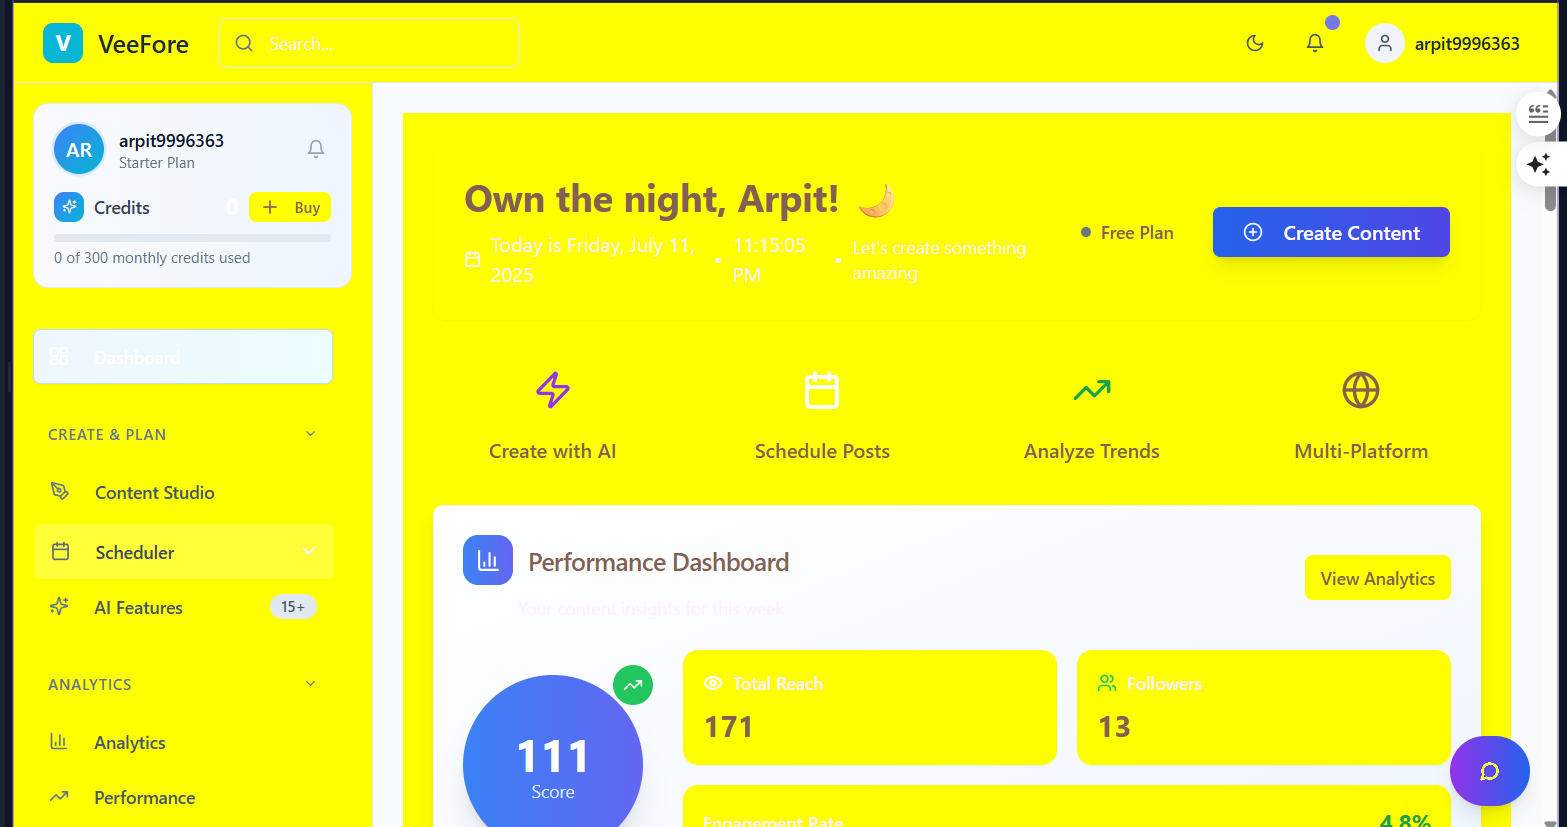 V VeeFore
Search...
arpit9996363
AR
arpit9996363
Starter Plan
Credits
0
+ Buy
0 of 300 monthly credits used
Dashboard
CREATE & PLAN
Content Studio
Scheduler
AI Features
15+
ANALYTICS
Analytics
Performance
Own the night, Arpit! 🌙
Today is Friday, July 11,
2025
•
11:15:05
PM
•
Let's create something
amazing
Free Plan
Create Content
Create with AI
Schedule Posts
Analyze Trends
Multi-Platform
Performance Dashboard
Your content insights for this week
View Analytics
111
Score
Total Reach
171
Followers
13
Engagement Rate
4.8%